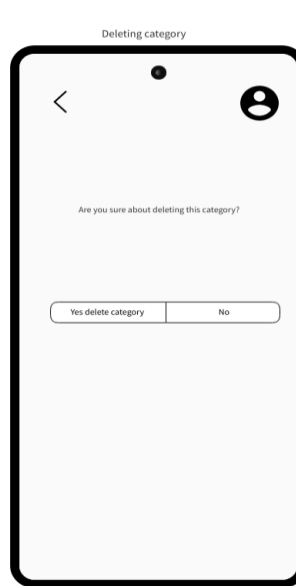 Deleting category
Are you sure about deleting this category?
Yes delete category
No